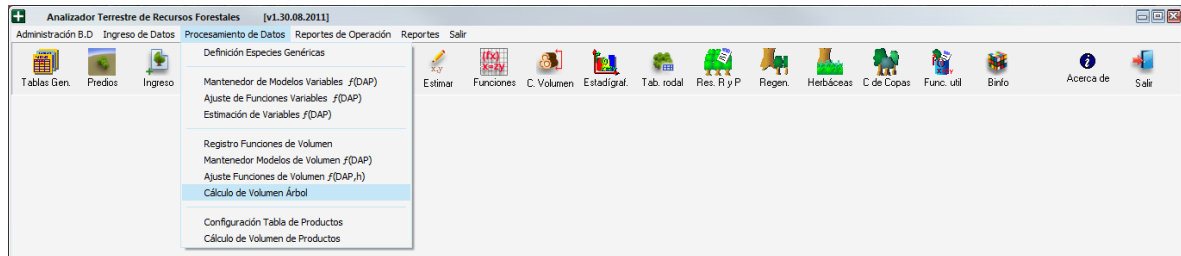 Analizador Terrestre de Recursos Forestales [v1.30.08.2011]
Administración B.D Ingreso de Datos Procesamiento de Datos Reportes de Operación Reportes Salir
Tablas Gen. Predios Ingreso
Definición Especies Genéricas
Mantenedor de Modelos Variables ƒ(DAP)
Ajuste de Funciones Variables ƒ(DAP)
Estimación de Variables ƒ(DAP)
Registro Funciones de Volumen
Mantenedor Modelos de Volumen ƒ(DAP)
Ajuste Funciones de Volumen ƒ(DAP,h)
Cálculo de Volumen Árbol
Configuración Tabla de Productos
Cálculo de Volumen de Productos
x,y
f(x)
x=zy
Estimar Funciones C. Volumen Estadígraf. Tab. rodal Res. R y P Regen. Herbáceas C de Copas Func. util Binfo Acerca de Salir